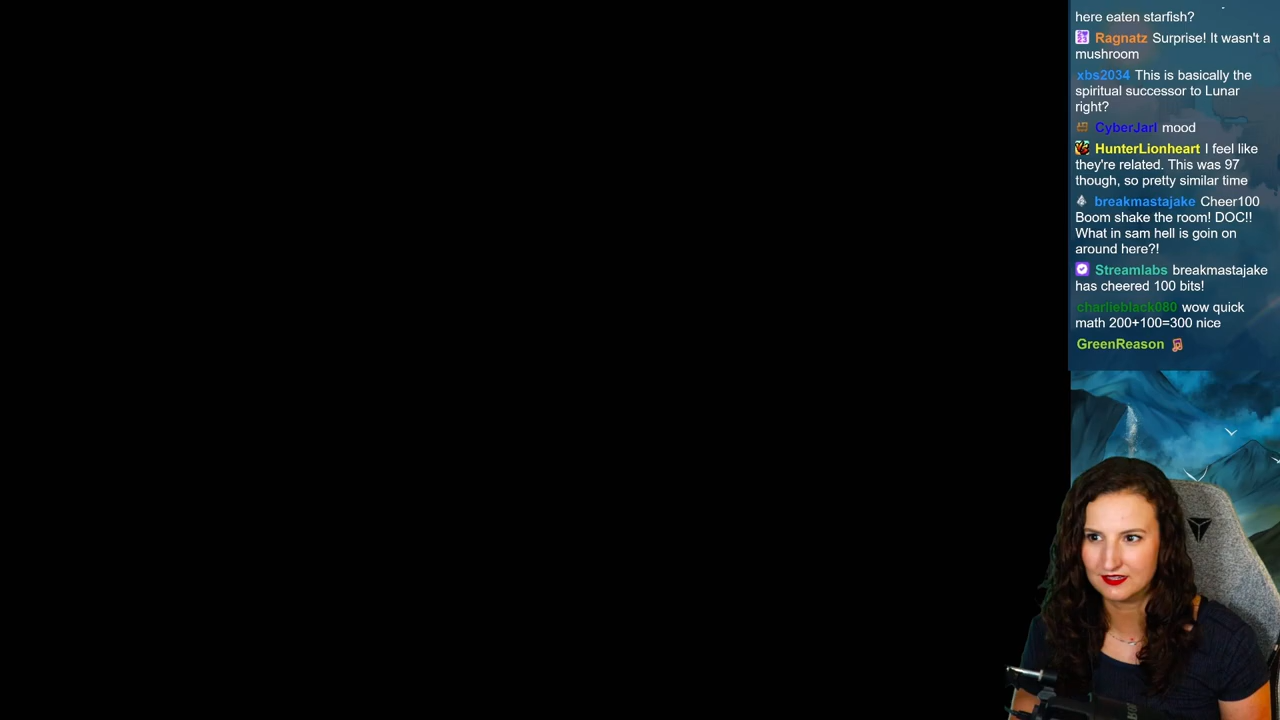 here eaten starfish?
Ragnatz Surprise! It wasn't a
mushroom
xbs2034 This is basically the
spiritual successor to Lunar
right?
CyberJarl mood
HunterLionheart I feel like
they're related. This was 97
though, so pretty similar time
breakmastajake Cheer100
Boom shake the room! DOC!!
What in sam hell is goin on
around here?!
Streamlabs breakmastajake
has cheered 100 bits!
charlieblack080 wow quick
math 200+100=300 nice
GreenReason